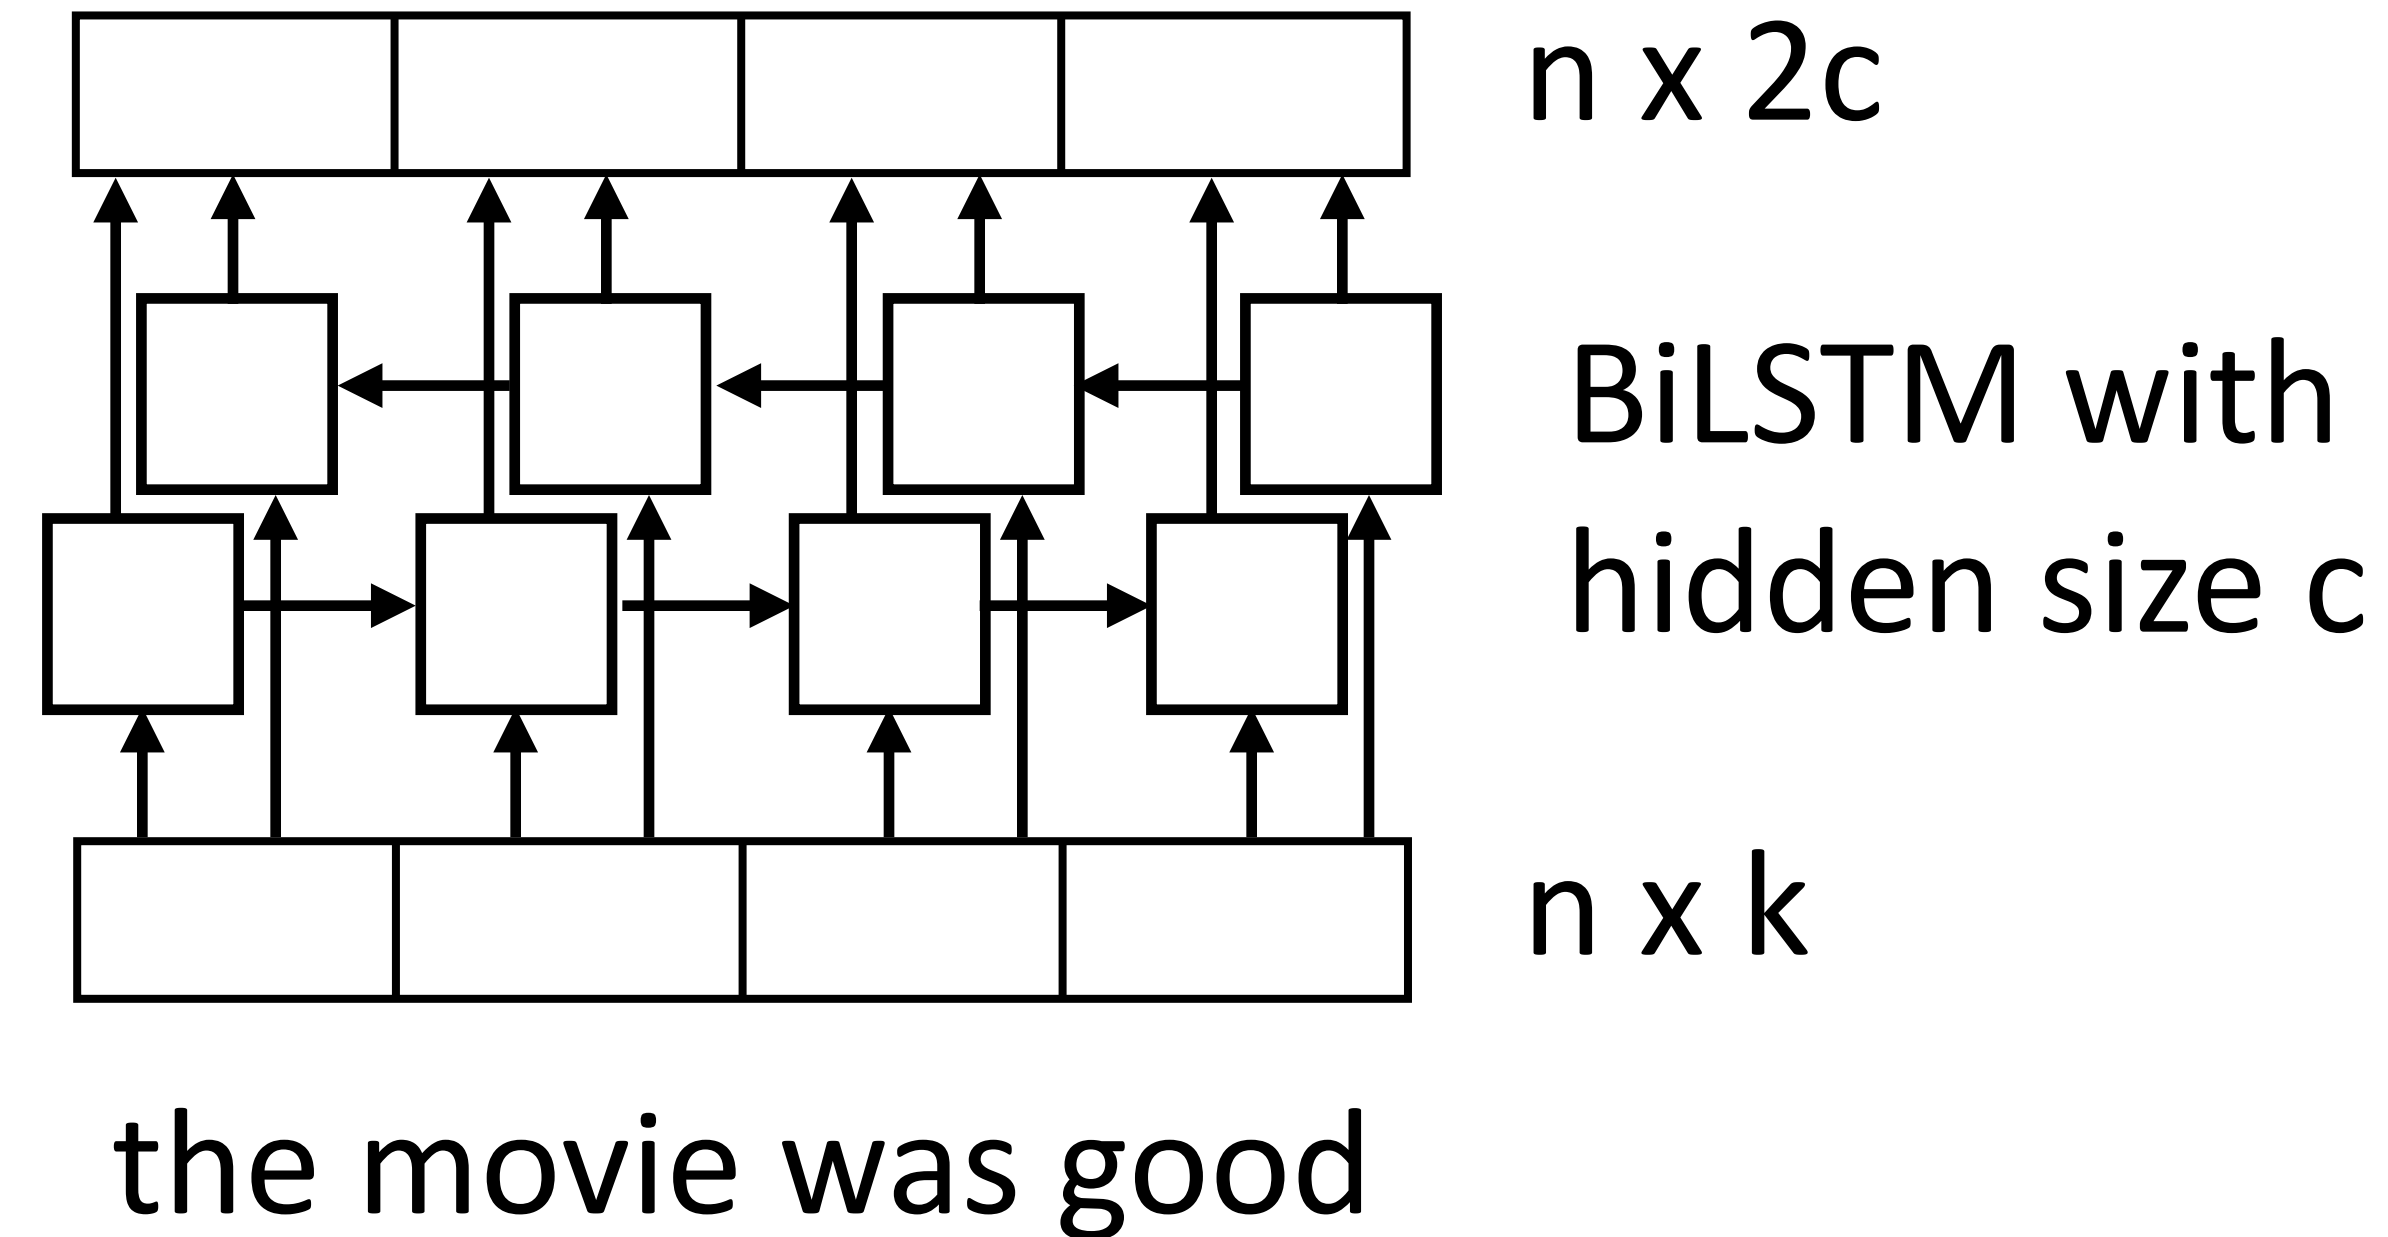 n x 2c
BiLSTM with
hidden size c
n x k
the movie was good